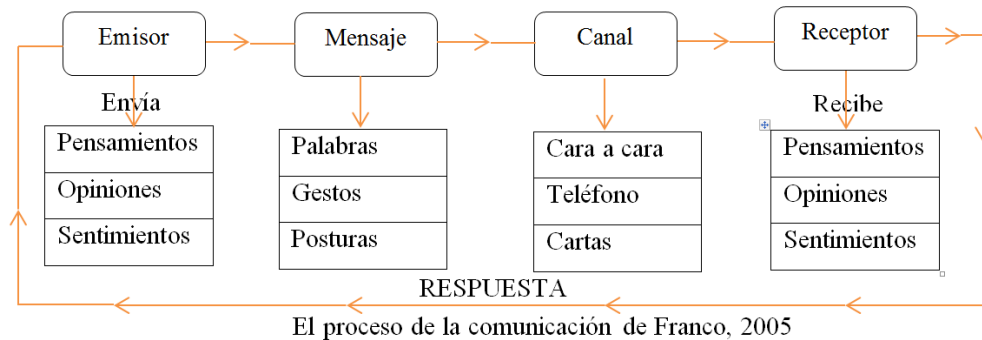 Emisor
Mensaje
Canal
Receptor
Envía
Recibe
Pensamientos
Opiniones
Sentimientos
Palabras
Gestos
Posturas
Cara a cara
Teléfono
Cartas
Pensamientos
Opiniones
Sentimientos
RESPUESTA
El proceso de la comunicación de Franco, 2005